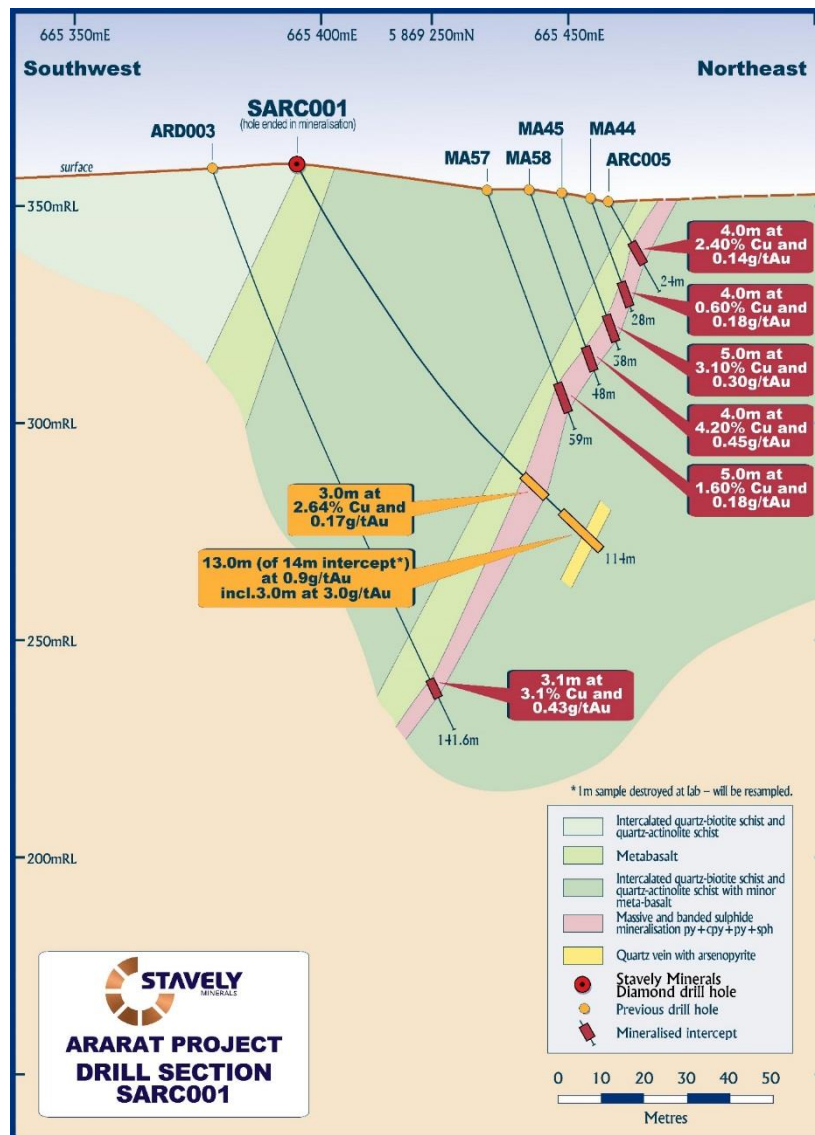 665 350mE
665 400mE
5 869 250mN
665 450mE
Southwest
Northeast
SARC001
(hole ended in mineralisation)
ARD003
MA45
MA44
MA57
MA58
ARC005
surface
350mRL
4.0m at
2.40% Cu and
0.14g/tAu
24m
4.0m at
0.60% Cu and
0.18g/tAu
28m
5.0m at
3.10% Cu and
0.30g/tAu
38m
4.0m at
4.20% Cu and
0.45g/tAu
48m
5.0m at
1.60% Cu and
0.18g/tAu
59m
300mRL
3.0m at
2.64% Cu and
0.17g/tAu
13.0m (of 14m intercept*)
at 0.9g/tAu
incl.3.0m at 3.0g/tAu
114m
250mRL
3.1m at
3.1% Cu and
0.43g/tAu
141.6m
* 1m sample destroyed at lab – will be resampled.
Intercalated quartz-biotite schist and
quartz-actinolite schist
Metabasalt
Intercalated quartz-biotite schist and
quartz-actinolite schist with minor
meta-basalt
Massive and banded sulphide
mineralisation py+cpy+py+sph
Quartz vein with arsenopyrite
Stavely Minerals
Diamond drill hole
Previous drill hole
Mineralised intercept
200mRL
STAVELY
MINERALS
ARARAT PROJECT
DRILL SECTION
SARC001
0 10 20 30 40 50
Metres